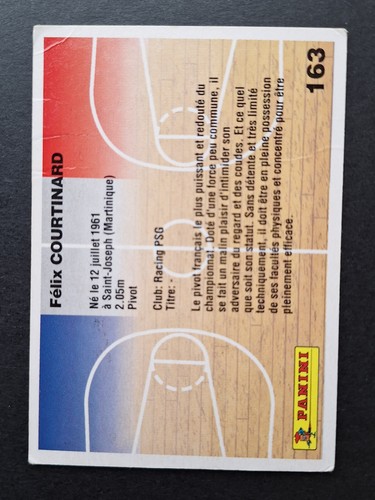 Félix COURTINARD
163
Né le 12 juillet 1961
à Saint-Joseph (Martinique)
2.05m
Pivot
Club: Racing PSG
Titre: -
Le pivot français le plus puissant et redouté du
championnat. Doté d'une force peu commune, il
se fait un malin plaisir d'intimider son
adversaire du regard et des coudes. Et ce quel
que soit son statut. Sans détente et très limité
techniquement, il doit être en pleine possession
de ses facultés physiques et concentré pour être
pleinement efficace.
PANINI